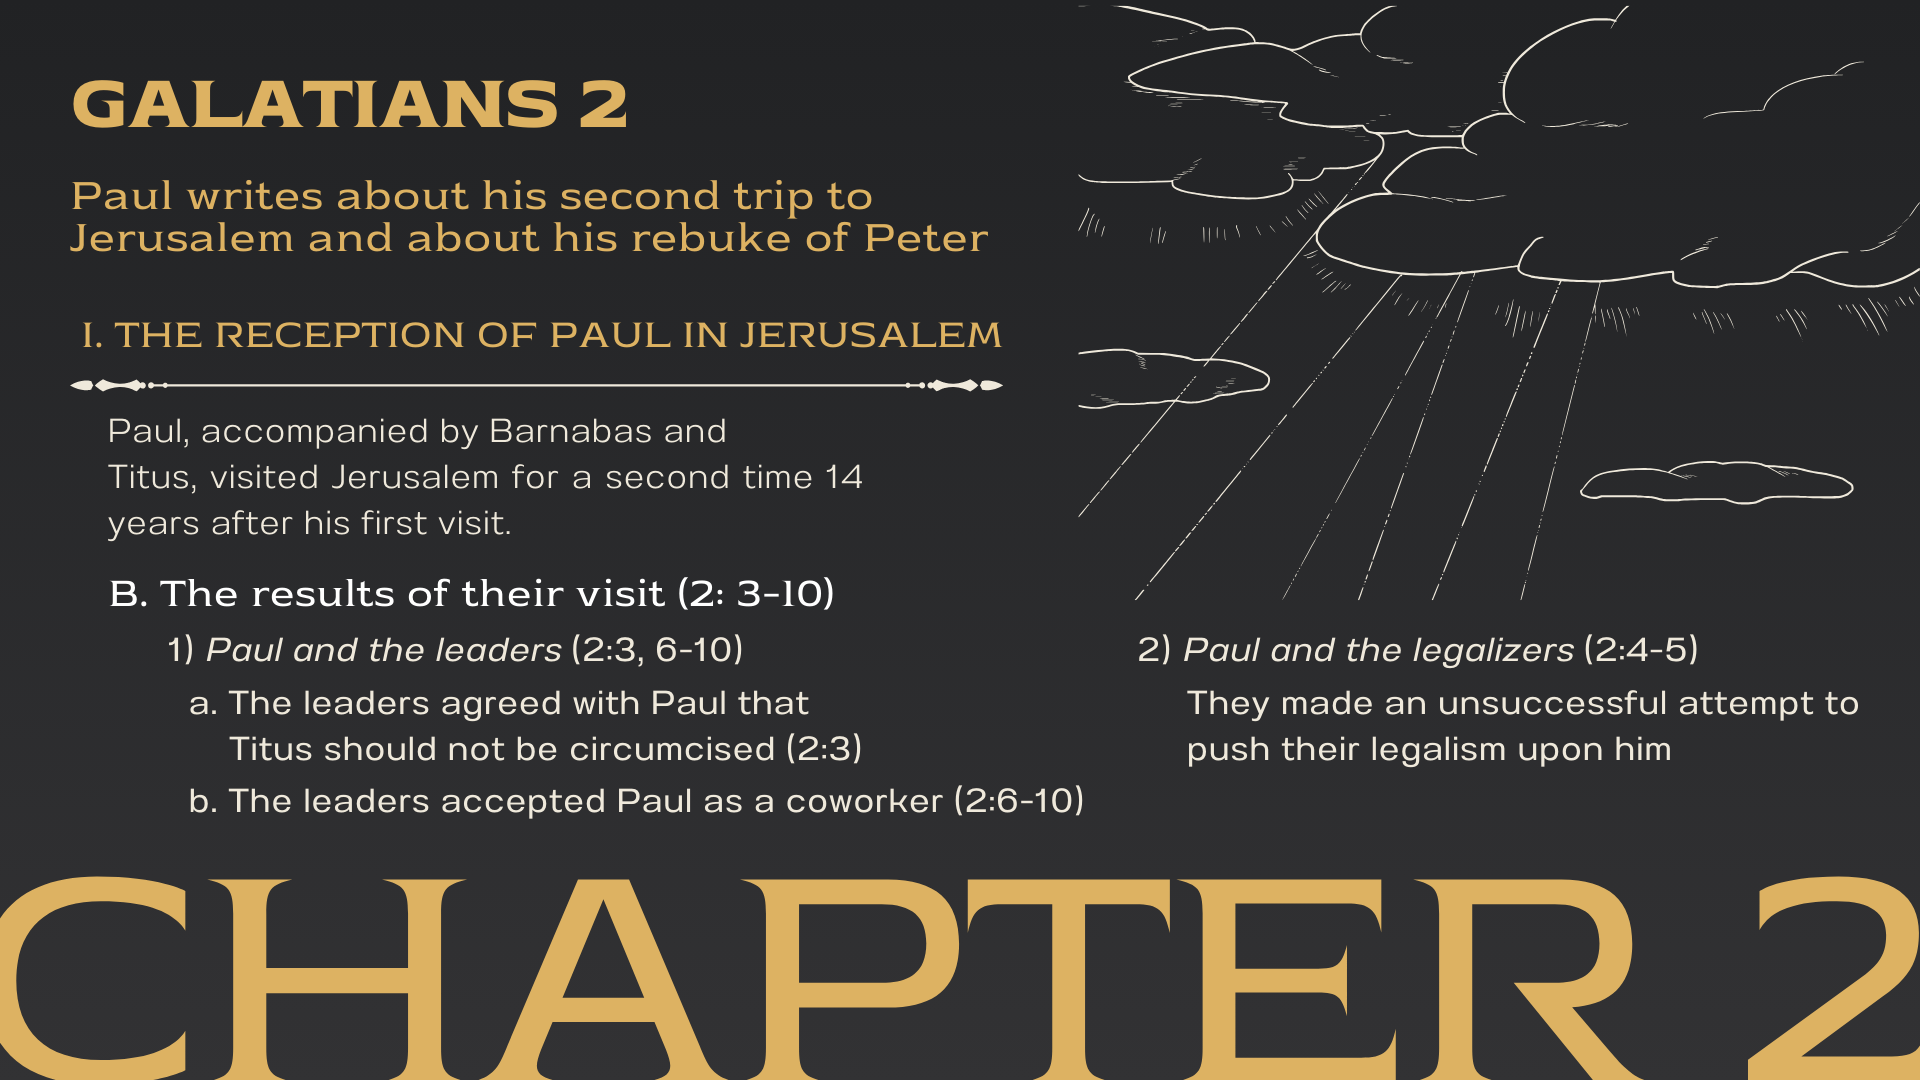 GALATIANS 2
Paul writes about his second trip to
Jerusalem and about his rebuke of Peter
I. THE RECEPTION OF PAUL IN JERUSALEM
Paul, accompanied by Barnabas and
Titus, visited Jerusalem for a second time 14
years after his first visit.
B. The results of their visit (2: 3-10)
1) Paul and the leaders (2:3, 6-10)
a. The leaders agreed with Paul that
Titus should not be circumcised (2:3)
b. The leaders accepted Paul as a coworker (2:6-10)
2) Paul and the legalizers (2:4-5)
They made an unsuccessful attempt to
push their legalism upon him
CHAPTER 2